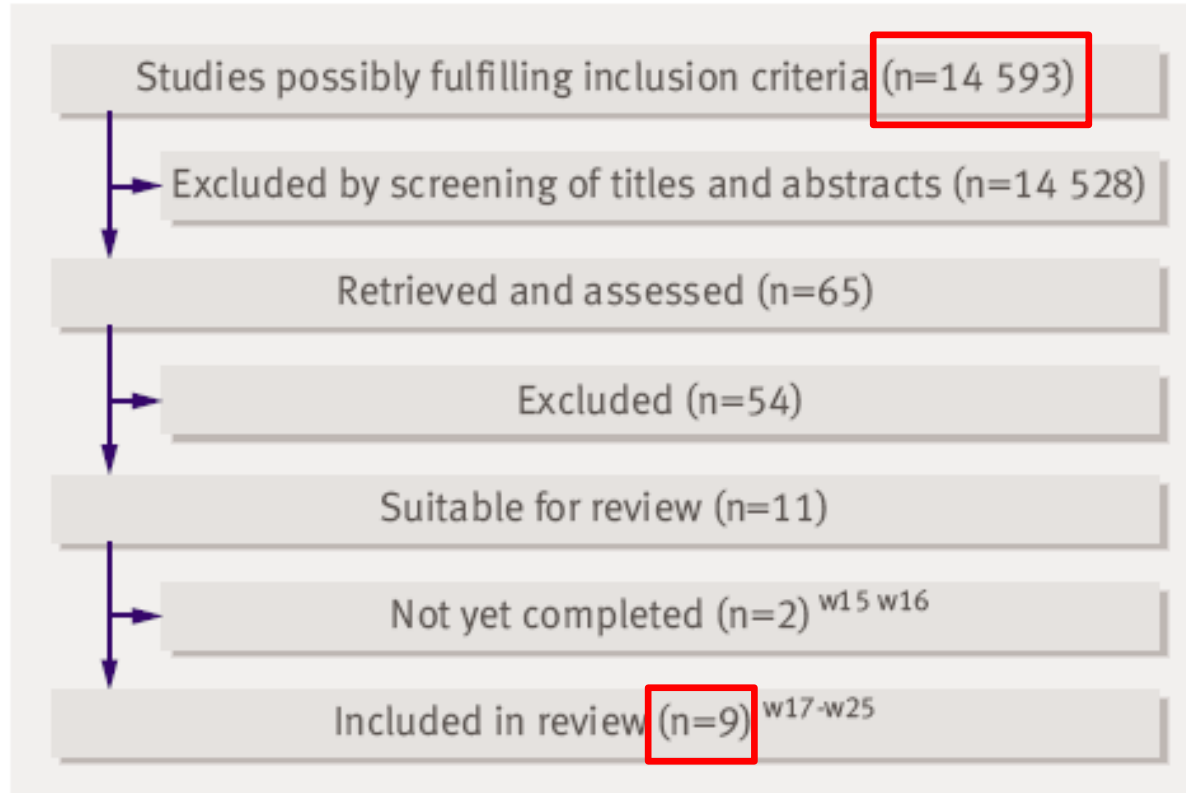 Studies possibly fulfilling inclusion criteria (n=14 593)
Excluded by screening of titles and abstracts (n=14 528)
Retrieved and assessed (n=65)
Excluded (n=54)
Suitable for review (n=11)
Not yet completed (n=2) w15 w16
Included in review (n=9) w17-w25